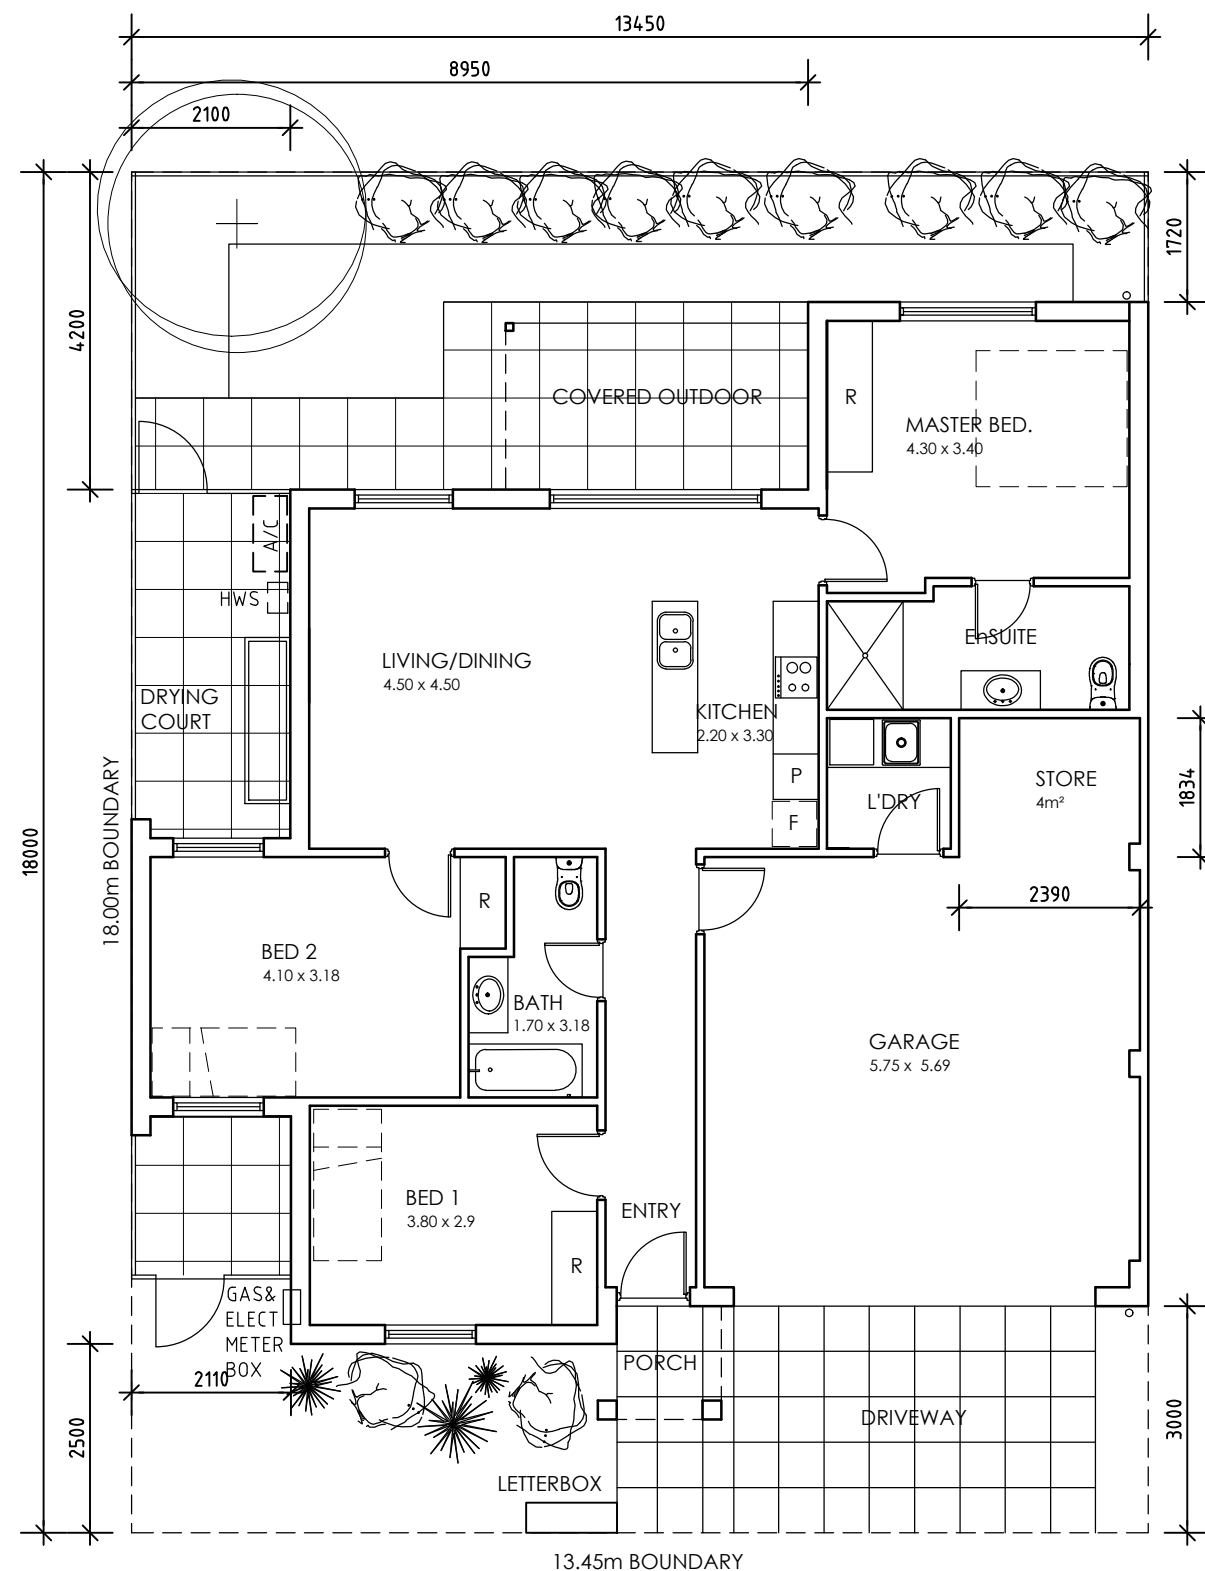 13450
8950
2100
4200
1720
COVERED OUTDOOR
R
MASTER BED.
4.30 x 3.40
A/C
HWS
EnSUITE
LIVING/DINING
4.50 x 4.50
DRYING
COURT
KITCHEN
2.20 x 3.30
P
F
L'DRY
STORE
4m²
1834
18.00m BOUNDARY
18000
R
2390
BED 2
4.10 x 3.18
BATH
1.70 x 3.18
GARAGE
5.75 x 5.69
BED 1
3.80 x 2.9
ENTRY
R
GAS&
ELECT
METER
BOX
2110
PORCH
DRIVEWAY
2500
3000
LETTERBOX
13.45m BOUNDARY